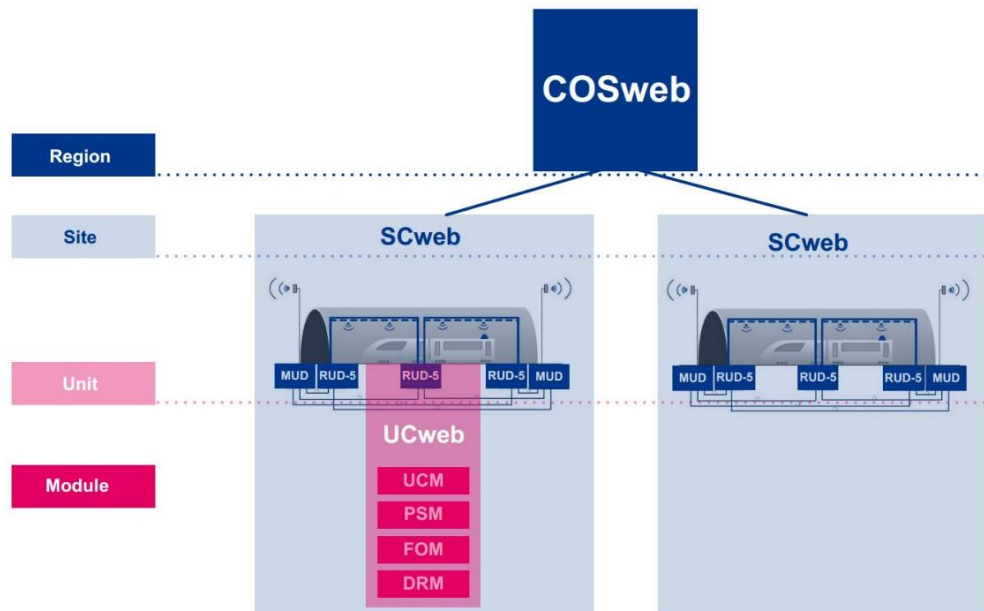 COSweb
Region
Site
SCweb
SCweb
Unit
MUD RUD-5 RUD-5 RUD-5 MUD
MUD RUD-5 RUD-5 RUD-5 MUD
UCweb
Module
UCM
PSM
FOM
DRM